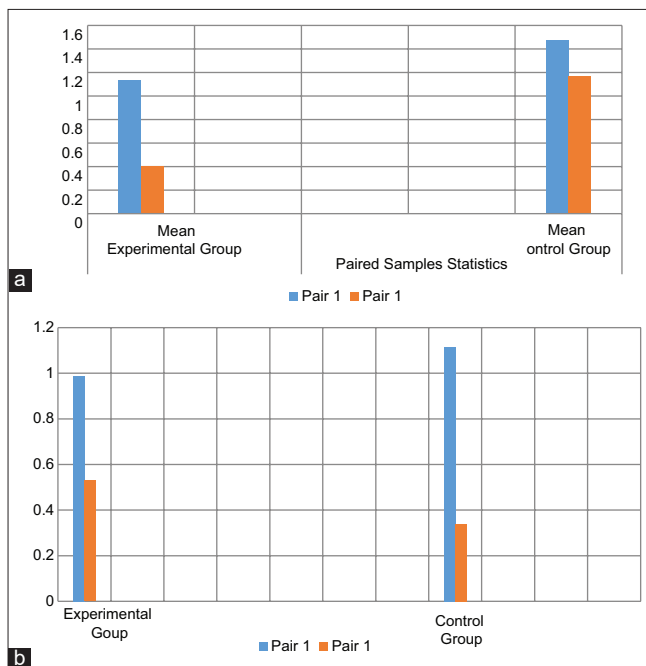 1.6
1.4
1.2
1
0.8
0.6
0.4
0.2
0
Mean
Experimental Group
Mean
ontrol Group
Paired Samples Statistics
a
Pair 1 Pair 1
1.2
1
0.8
0.6
0.4
0.2
0
Experimental
Goup
Control
Group
Pair 1 Pair 1
b